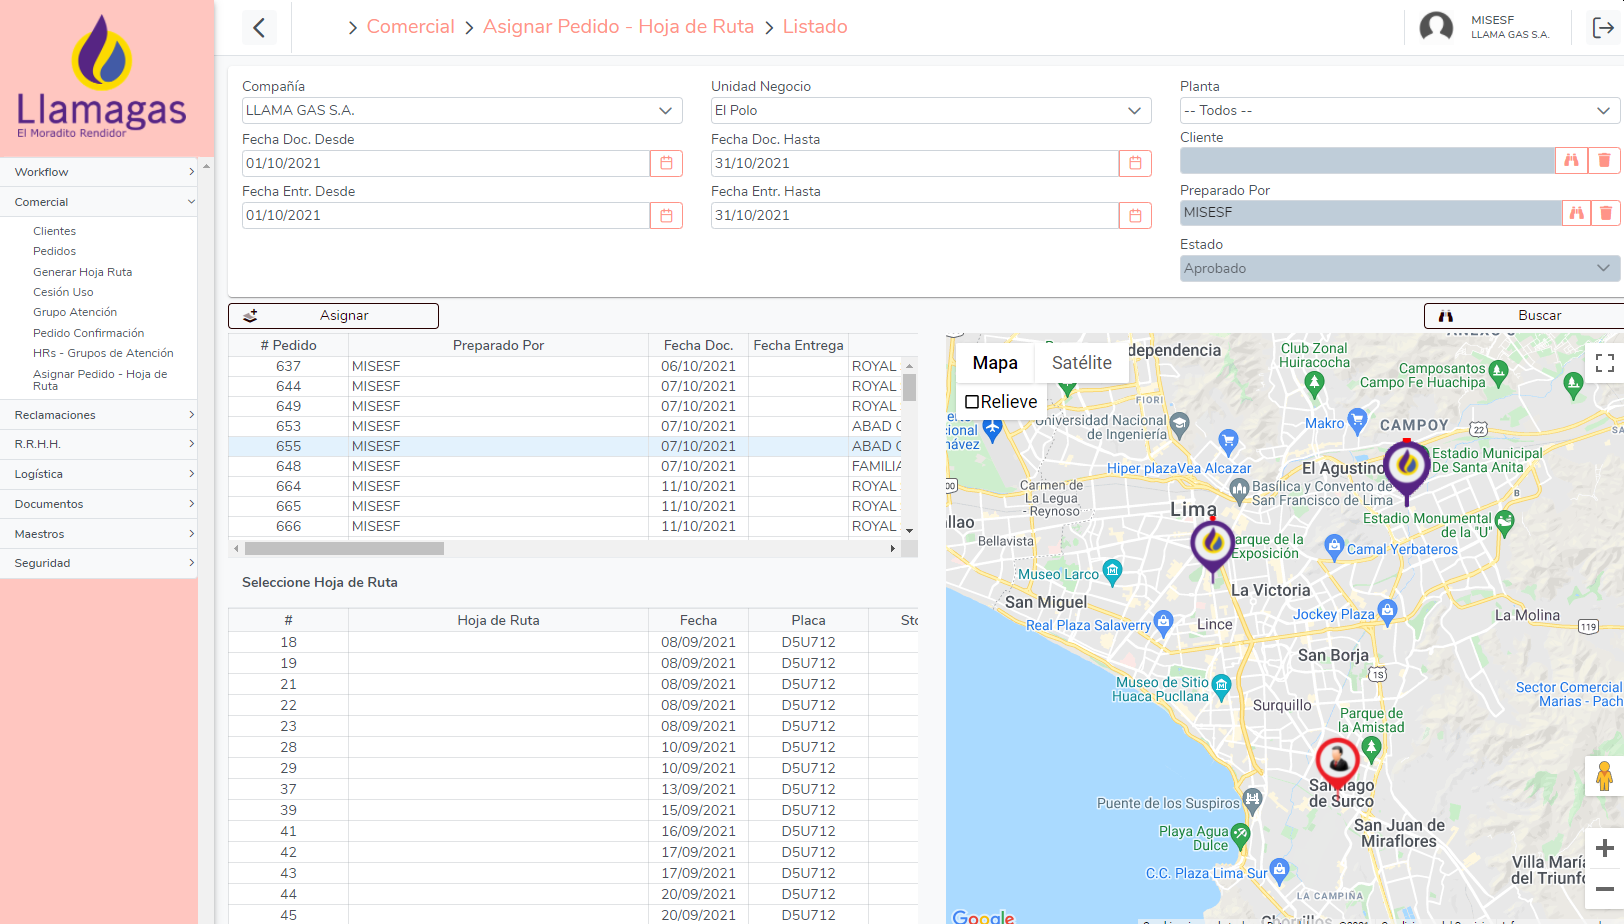 Llamagas
El Moradito Rendidor
Comercial
Asignar Pedido - Hoja de Ruta
Listado
MISESF
LLAMA GAS S.A.
Workflow
Comercial
Clientes
Pedidos
Generar Hoja Ruta
Cesión Uso
Grupo Atención
Pedido Confirmación
HRs - Grupos de Atención
Asignar Pedido - Hoja de
Ruta
Reclamaciones
R.R.H.H.
Logística
Documentos
Maestros
Seguridad
Compañía
LLAMA GAS S.A.
Unidad Negocio
El Polo
Planta
-- Todos --
Fecha Doc. Desde
01/10/2021
Fecha Doc. Hasta
31/10/2021
Cliente
Fecha Entr. Desde
01/10/2021
Fecha Entr. Hasta
31/10/2021
Preparado Por
MISESF
Estado
Aprobado
Asignar
Buscar
# Pedido Preparado Por Fecha Doc. Fecha Entrega
637 MISESF 06/10/2021 ROYAL
644 MISESF 07/10/2021 ROYAL
649 MISESF 07/10/2021 ROYAL
653 MISESF 07/10/2021 ABAD
655 MISESF 07/10/2021 ABAD
648 MISESF 07/10/2021 FAMILIA
664 MISESF 11/10/2021 ROYAL
665 MISESF 11/10/2021 ROYAL
666 MISESF 11/10/2021 ROYAL
Seleccione Hoja de Ruta
# Hoja de Ruta Fecha Placa Sto
18 08/09/2021 D5U712
19 08/09/2021 D5U712
21 08/09/2021 D5U712
22 08/09/2021 D5U712
23 08/09/2021 D5U712
28 10/09/2021 D5U712
29 10/09/2021 D5U712
37 13/09/2021 D5U712
39 15/09/2021 D5U712
41 16/09/2021 D5U712
42 17/09/2021 D5U712
43 17/09/2021 D5U712
44 20/09/2021 D5U712
45 20/09/2021 D5U712
Mapa
Satélite
Relieve
dependencia
Club Zonal
Huiracocha
Camposantos
Campo Fe Huachipa
FIORI
Universidad Nacional
de Ingeniería
Makro
CAMPOY
22
Hiper plazaVea Alcazar
El Agustino
Estadio Municipal
De Santa Anita
Carmen de
La Legua
- Reynoso
Basílica y Convento de
San Francisco de Lima
Lima
Estadio Monumental
de la "U"
llao
Bellavista
Parque de la
Exposición
Camal Yerbateros
Museo Larco
La Victoria
San Miguel
Real Plaza Salaverry
Lince
Jockey Plaza
La Molina
119
San Borja
1S
Museo de Sitio
Huaca Pucllana
Surquillo
Sector Comercial
Marias - Pach
Parque de
la Amistad
Santiago
de Surco
Puente de los Suspiros
Playa Agua
Dulce
San Juan de
Miraflores
C.C. Plaza Lima Sur
Villa María
del Triunfo
LA CAMPIÑA
Google